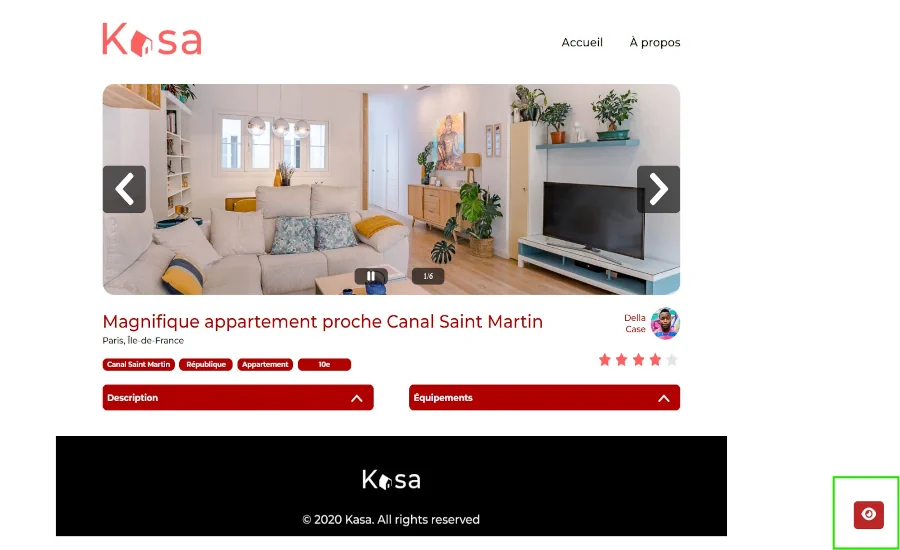 Kasa
Accueil À propos
1/6
Magnifique appartement proche Canal Saint Martin
Della
Case
Paris, Île-de-France
Canal Saint Martin République Appartement 10e
Description
Équipements
Kasa
© 2020 Kasa. All rights reserved